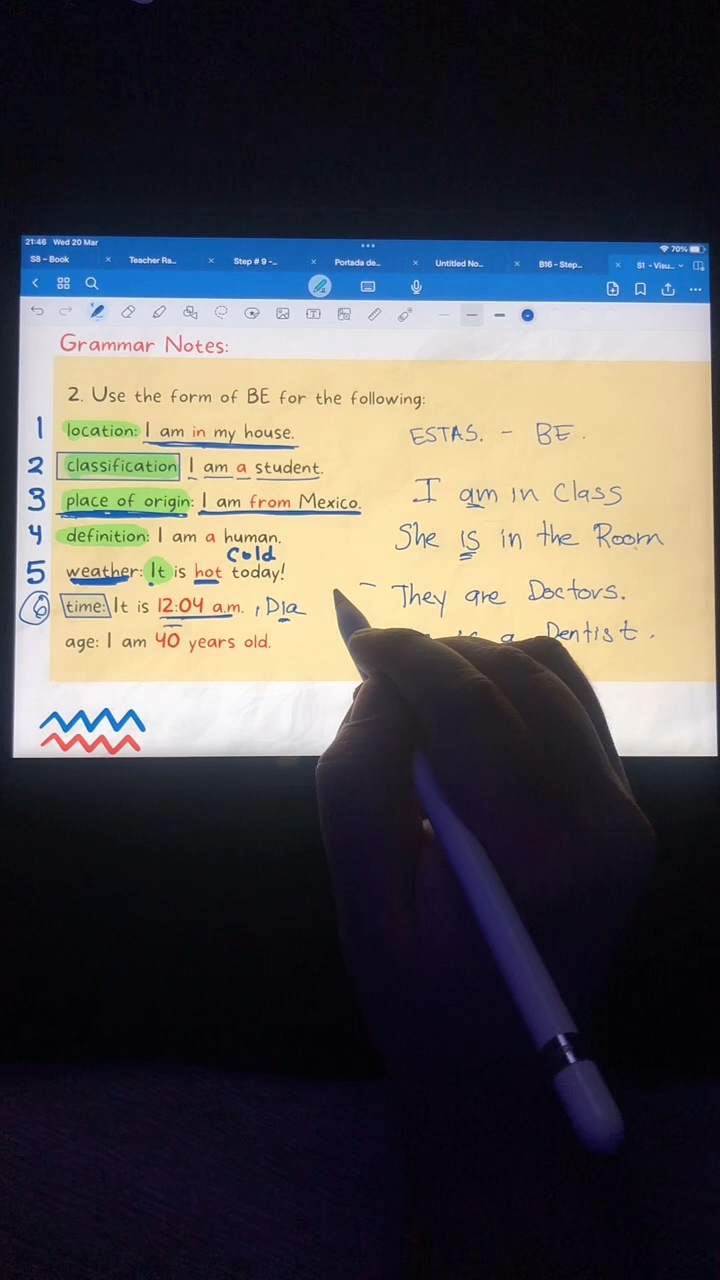 21:46 Wed 20 Mar
70%
S8 – Book
Teacher Ra...
Step # 9 -...
Portada de...
Untitled No...
B16 – Step...
S1 – Visu...
Grammar Notes:
2. Use the form of BE for the following:
1 location: I am in my house.
2 classification I am a student.
3 place of origin: I am from Mexico.
4 definition: I am a human.
Cold
5 weather: It is hot today!
6 time: It is 12:04 a.m. , Dia
age: I am 40 years old.
ESTAS. - BE.
I am in Class
She is in the Room
- They are Doctors.
is a Dentist.